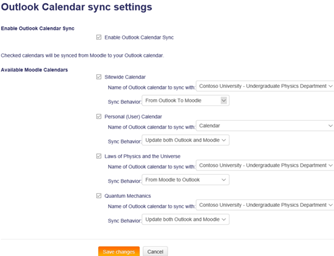 Outlook Calendar sync settings
Enable Outlook Calendar Sync
Enable Outlook Calendar Sync
Checked calendars will be synced from Moodle to your Outlook calendar
Available Moodle Calendars
Sitewide Calendar
Name of Outlook calendar to sync with: Contoso University - Undergraduate Physics Department
Sync Behavior: From Outlook To Moodle
Personal (User) Calendar
Name of Outlook calendar to sync with: Calendar
Sync Behavior: Update both Outlook and Moodle
Laws of Physics and the Universe
Name of Outlook calendar to sync with: Contoso University - Undergraduate Physics Department
Sync Behavior: From Moodle to Outlook
Quantum Mechanics
Name of Outlook calendar to sync with: Contoso University - Undergraduate Physics Department
Sync Behavior: Update both Outlook and Moodle
Save changes Cancel